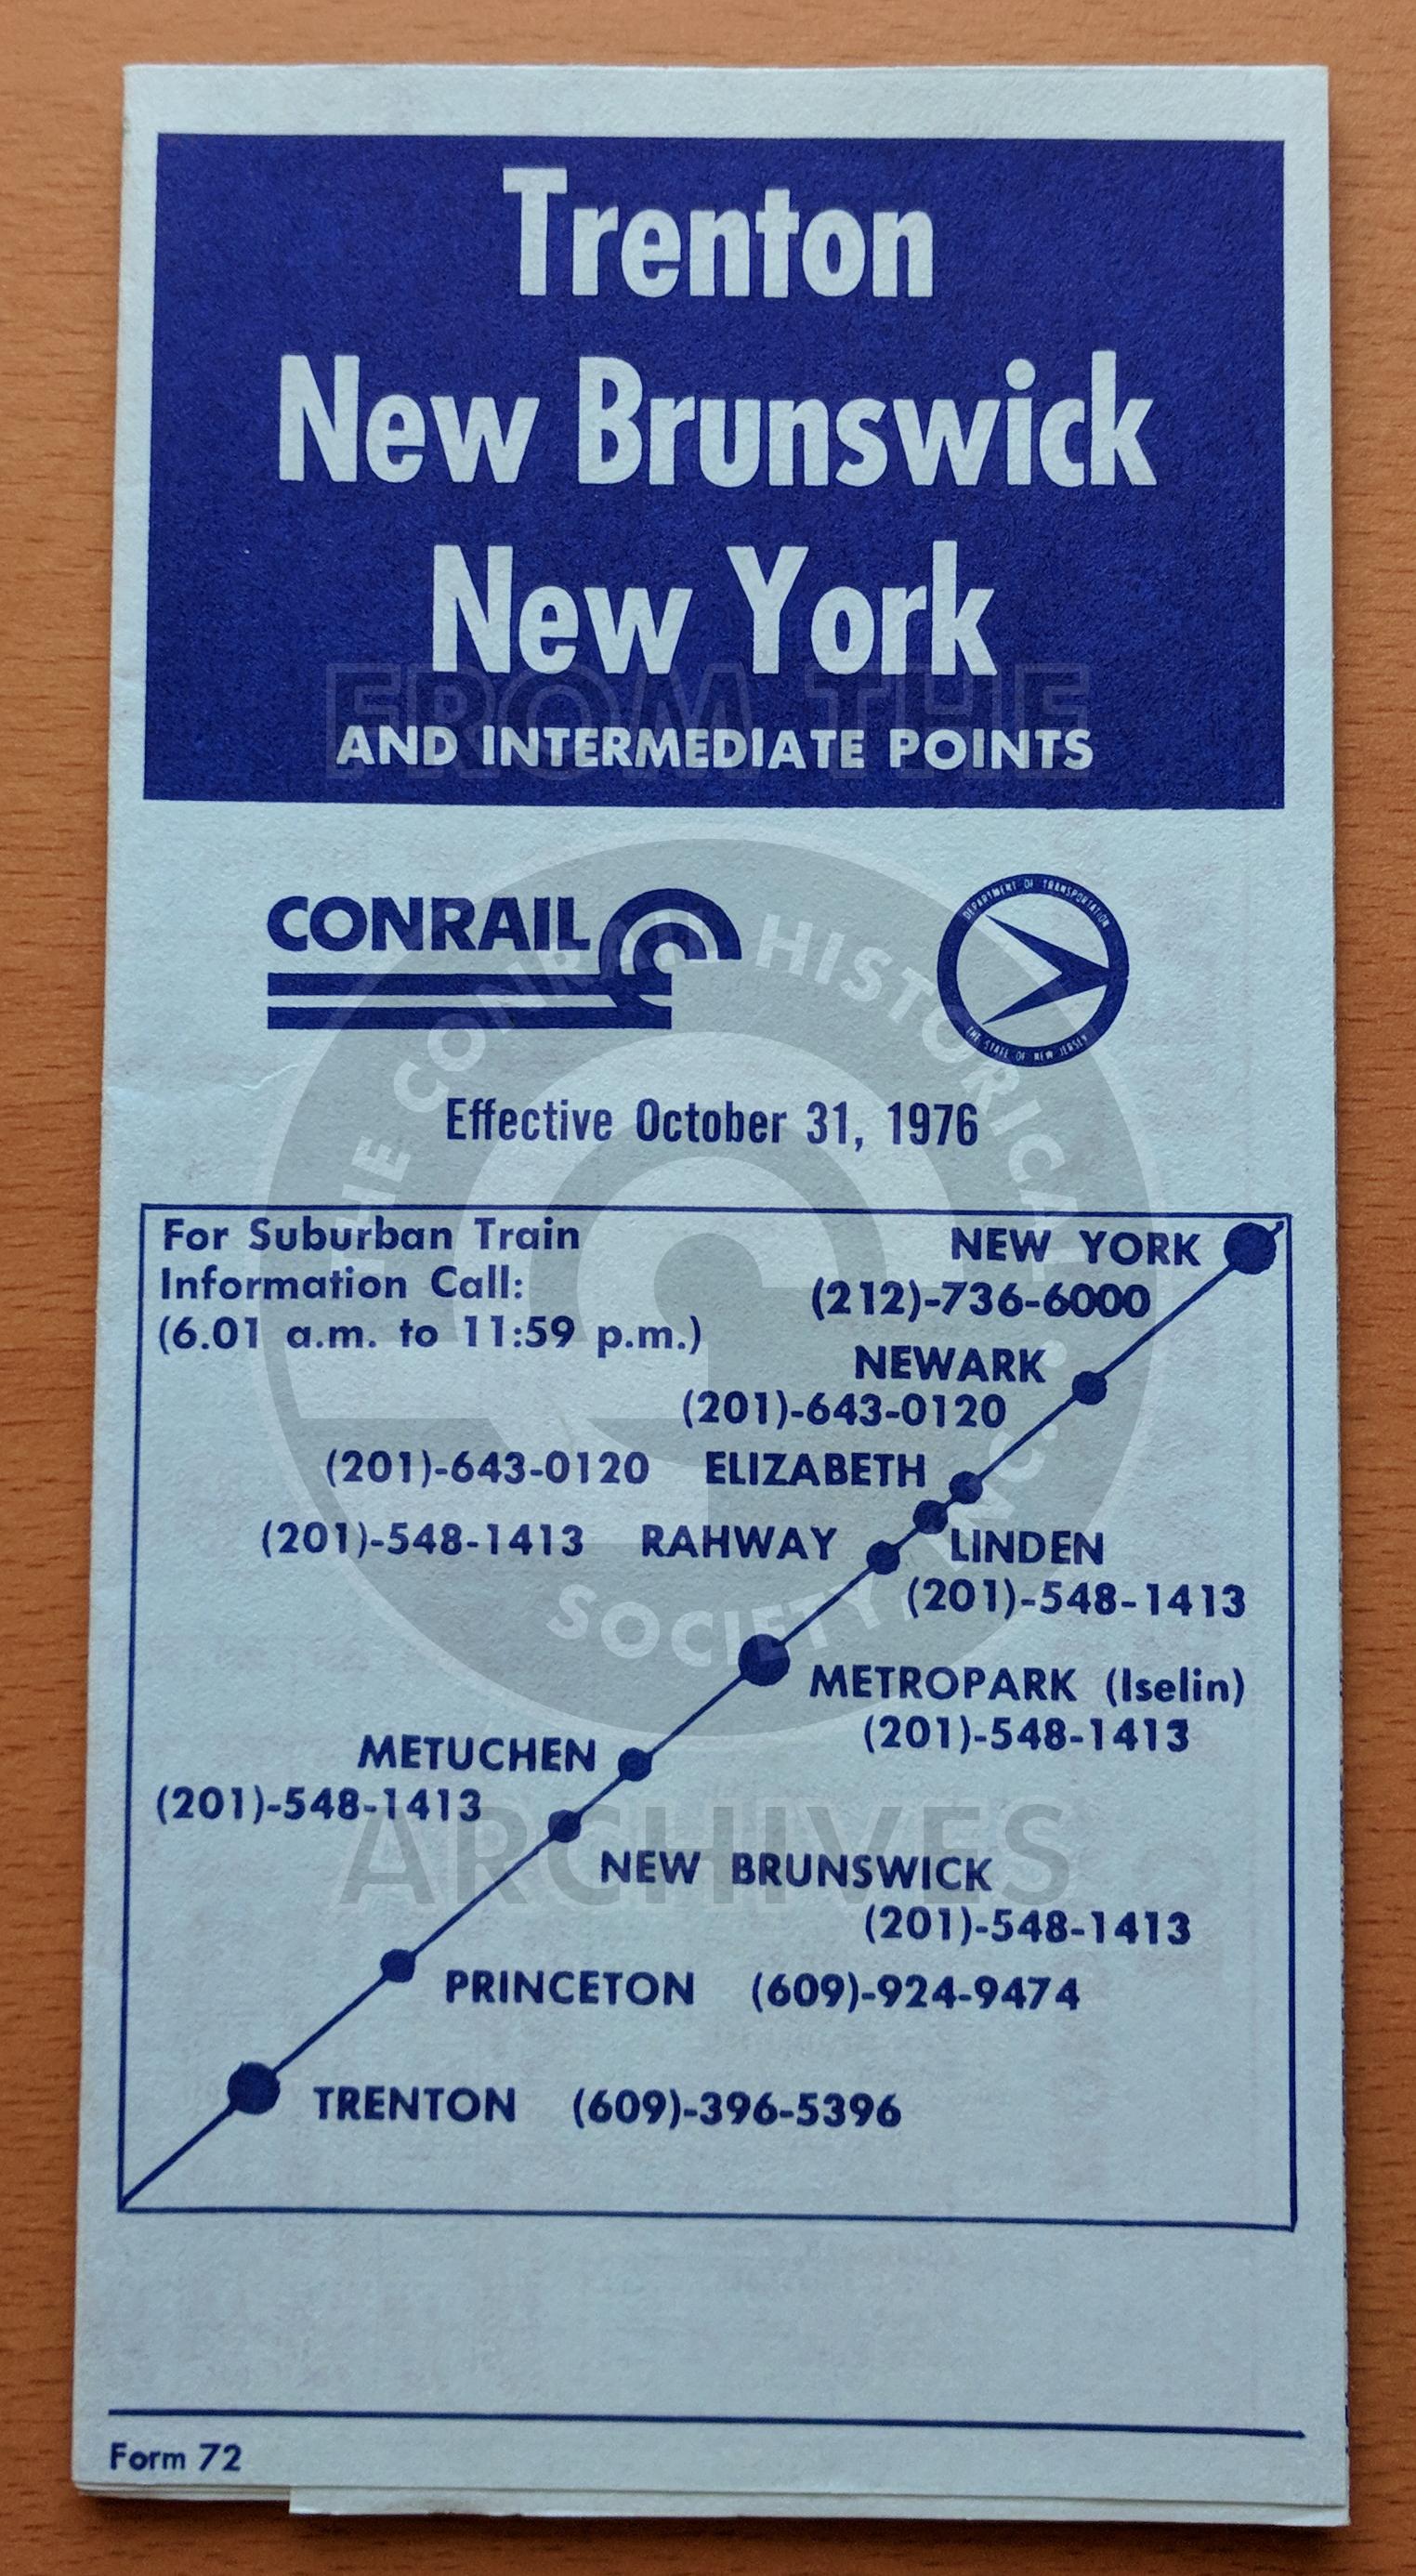 Trenton
New Brunswick
New York
AND INTERMEDIATE POINTS
FROM THE
CONRAIL
DEPARTMENT OF TRANSPORTATION
THE STATE OF NEW JERSEY
THE CONRAIL HISTORICAL SOCIETY, INC.
Effective October 31, 1976
For Suburban Train
Information Call:
(6.01 a.m. to 11:59 p.m.)
NEW YORK
(212)-736-6000
NEWARK
(201)-643-0120
(201)-643-0120 ELIZABETH
(201)-548-1413 RAHWAY
LINDEN
(201)-548-1413
METROPARK (Iselin)
(201)-548-1413
METUCHEN
(201)-548-1413
ARCHIVES
NEW BRUNSWICK
(201)-548-1413
PRINCETON (609)-924-9474
TRENTON (609)-396-5396
Form 72